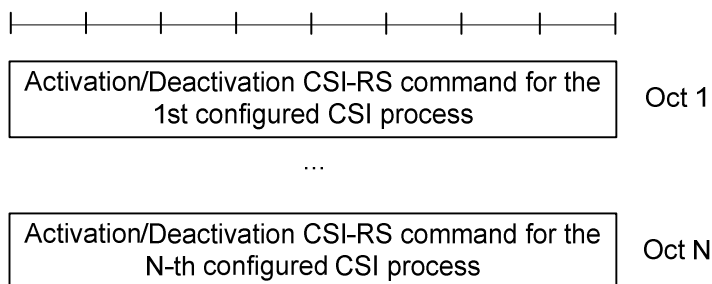 Activation/Deactivation CSI-RS command for the
1st configured CSI process
Oct 1
...
Activation/Deactivation CSI-RS command for the
N-th configured CSI process
Oct N